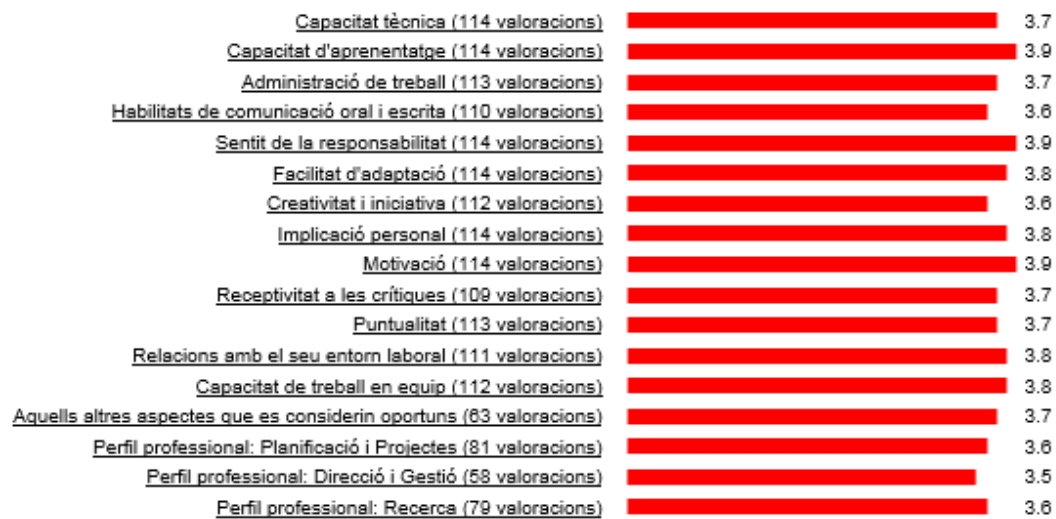 Capacitat tècnica (114 valoracions) 3.7
Capacitat d'aprenentatge (114 valoracions) 3.9
Administració de treball (113 valoracions) 3.7
Habilitats de comunicació oral i escrita (110 valoracions) 3.6
Sentit de la responsabilitat (114 valoracions) 3.9
Facilitat d'adaptació (114 valoracions) 3.8
Creativitat i iniciativa (112 valoracions) 3.6
Implicació personal (114 valoracions) 3.8
Motivació (114 valoracions) 3.9
Receptivitat a les crítiques (109 valoracions) 3.7
Puntualitat (113 valoracions) 3.7
Relacions amb el seu entorn laboral (111 valoracions) 3.8
Capacitat de treball en equip (112 valoracions) 3.8
Aquells altres aspectes que es considerin oportuns (63 valoracions) 3.7
Perfil professional: Planificació i Projectes (81 valoracions) 3.6
Perfil professional: Direcció i Gestió (58 valoracions) 3.5
Perfil professional: Recerca (79 valoracions) 3.6